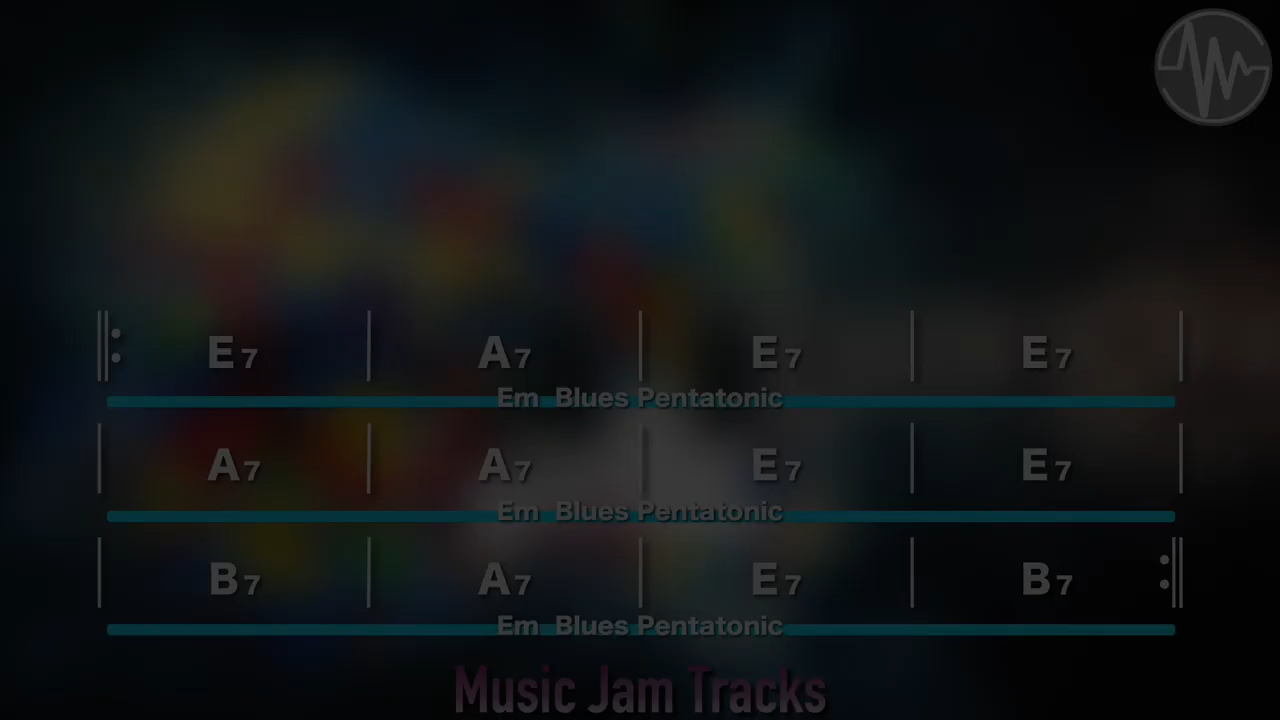 E7 A7 E7 E7
Em Blues Pentatonic
A7 A7 E7 E7
Em Blues Pentatonic
B7 A7 E7 B7
Em Blues Pentatonic
Music Jam Tracks